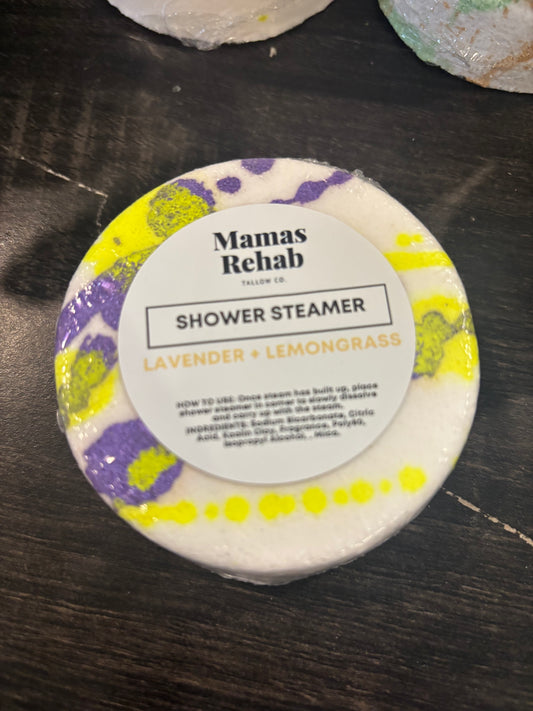 Mamas
Rehab
TALLOW CO.
SHOWER STEAMER
LAVENDER + LEMONGRASS
HOW TO USE: Once steam has built up, place
shower steamer in corner to slowly dissolve
and carry up with the steam.
INGREDIENTS: Sodium Bicarbonate, Citric
Acid, Kaolin Clay, Fragrance, Poly80,
Isopropyl Alcohol, , Mica.